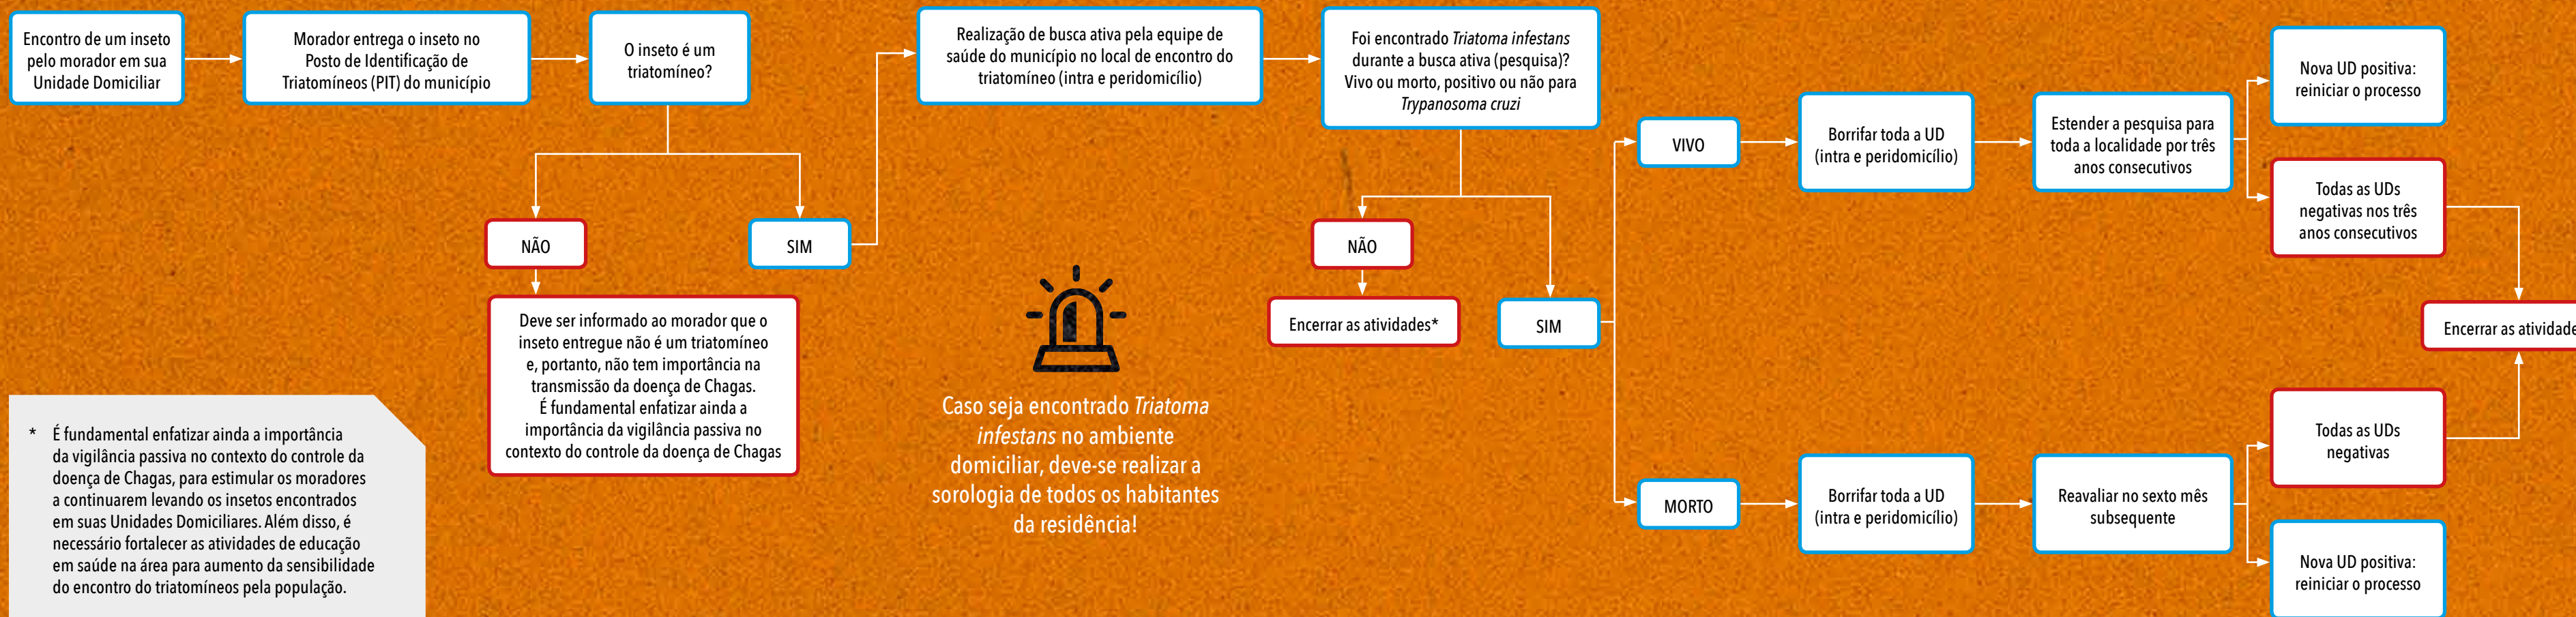 Encontro de um inseto
pelo morador em sua
Unidade Domiciliar
Morador entrega o inseto no
Posto de Identificação de
Triatomíneos (PIT) do município
O inseto é um
triatomíneo?
NÃO
SIM
Deve ser informado ao morador que o
inseto entregue não é um triatomíneo
e, portanto, não tem importância na
transmissão da doença de Chagas.
É fundamental enfatizar ainda a
importância da vigilância passiva no
contexto do controle da doença de Chagas
Realização de busca ativa pela equipe de
saúde do município no local de encontro do
triatomíneo (intra e peridomicílio)
Foi encontrado Triatoma infestans
durante a busca ativa (pesquisa)?
Vivo ou morto, positivo ou não para
Trypanosoma cruzi
NÃO
Encerrar as atividades*
SIM
VIVO
Borrifar toda a UD
(intra e peridomicílio)
Estender a pesquisa para
toda a localidade por três
anos consecutivos
Nova UD positiva:
reiniciar o processo
Todas as UDs
negativas nos três
anos consecutivos
Encerrar as atividade
MORTO
Borrifar toda a UD
(intra e peridomicílio)
Reavaliar no sexto mês
subsequente
Todas as UDs
negativas
Nova UD positiva:
reiniciar o processo
Caso seja encontrado Triatoma
infestans no ambiente
domiciliar, deve-se realizar a
sorologia de todos os habitantes
da residência!
* É fundamental enfatizar ainda a importância
da vigilância passiva no contexto do controle da
doença de Chagas, para estimular os moradores
a continuarem levando os insetos encontrados
em suas Unidades Domiciliares. Além disso, é
necessário fortalecer as atividades de educação
em saúde na área para aumento da sensibilidade
do encontro do triatomíneos pela população.